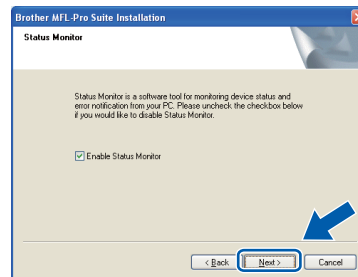 Brother MFL-Pro Suite Installation
Status Monitor
Status Monitor is a software tool for monitoring device status and
error notification from your PC. Please uncheck the checkbox below
if you would like to disable Status Monitor.
Enable Status Monitor
< Back
Next >
Cancel